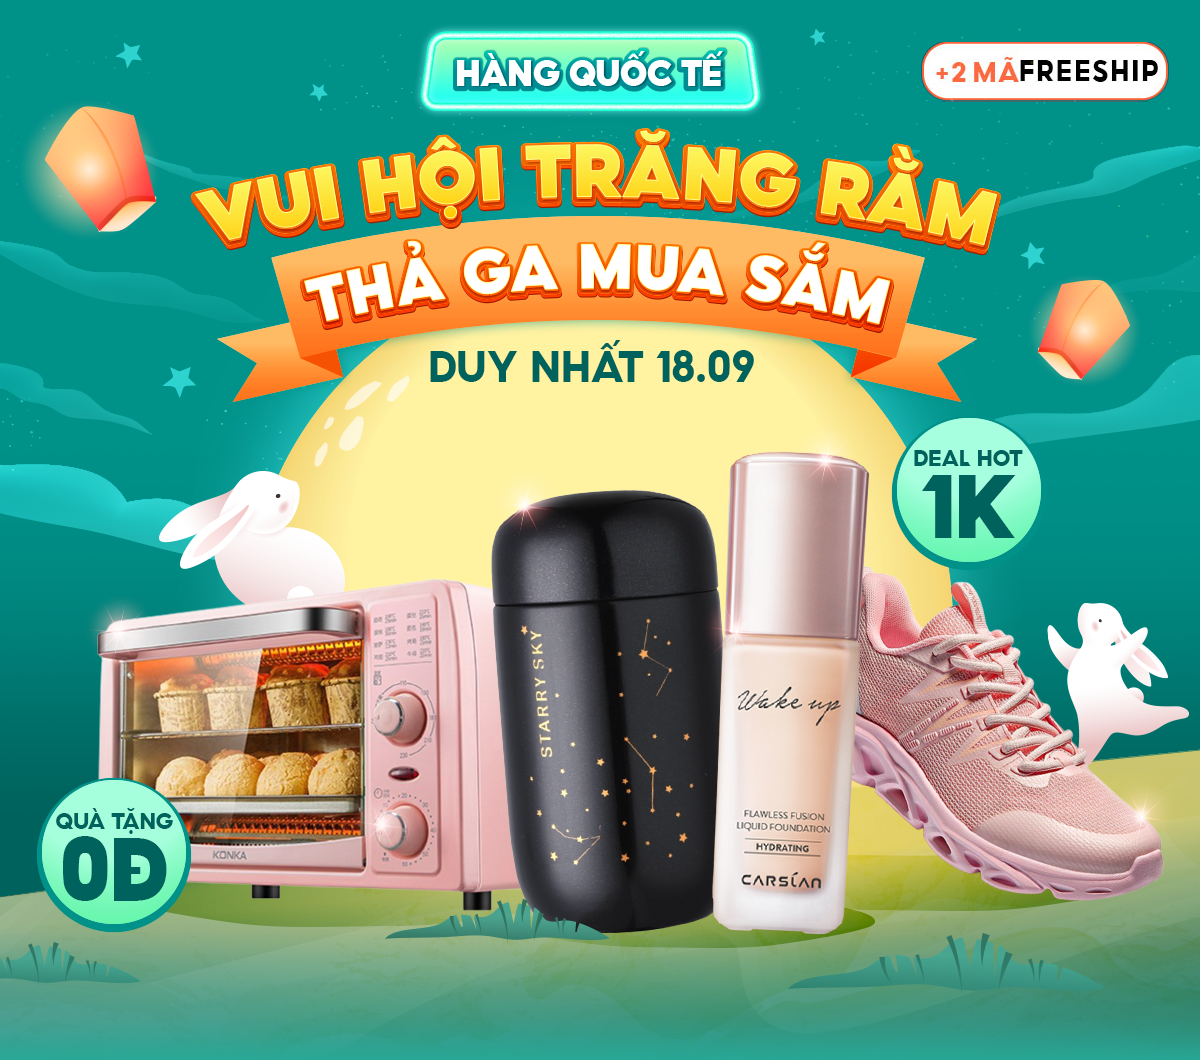 HÀNG QUỐC TẾ
+2 MÃ FREESHIP
VUI HỘI TRĂNG RẰM
THẢ GA MUA SẮM
DUY NHẤT 18.09
DEAL HOT
1K
STARRY SKY
Wake up
FLAWLESS FUSION
LIQUID FOUNDATION
HYDRATING
CARSLAN
KONKA
QUÀ TẶNG
0Đ